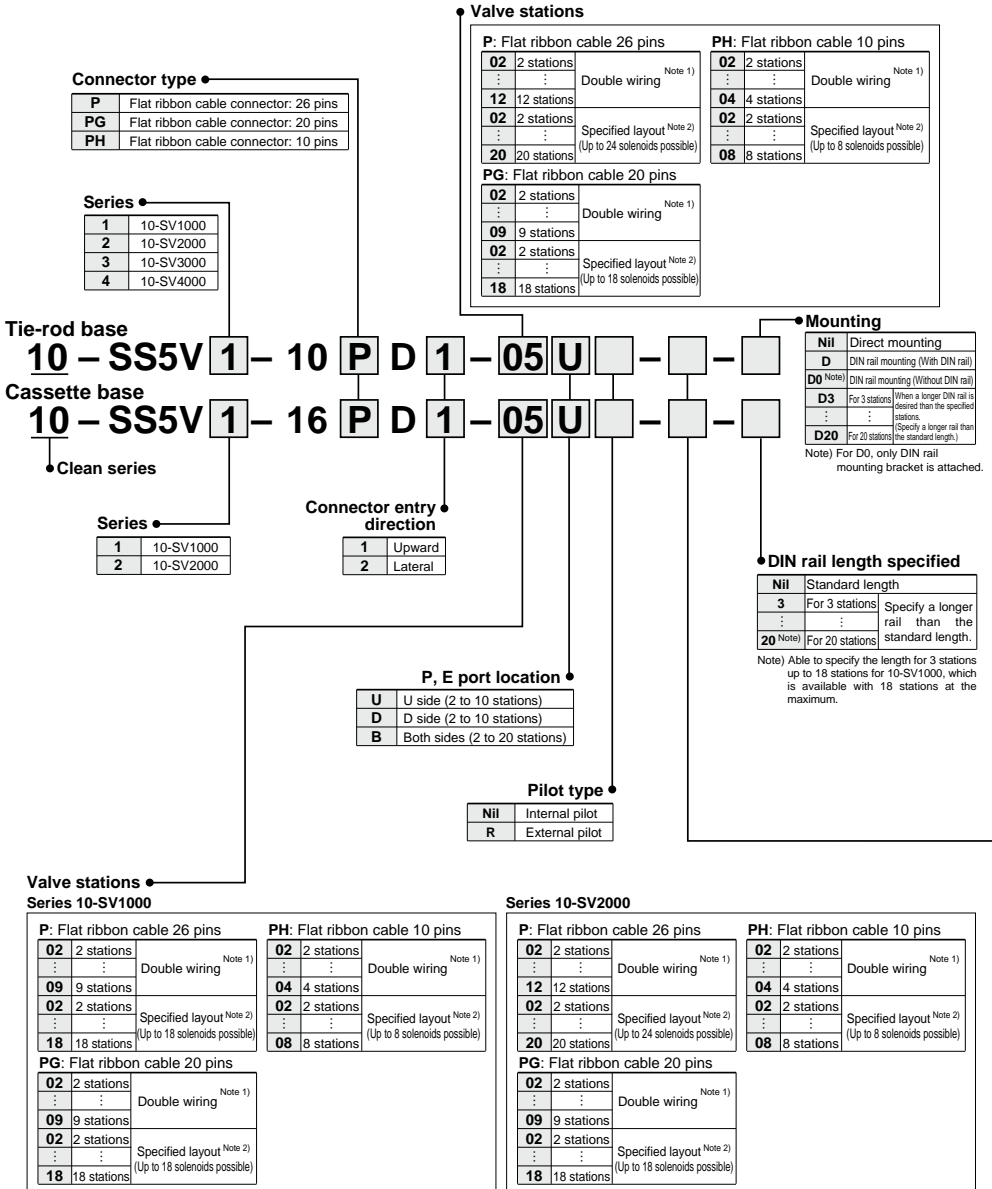 Valve stations
P: Flat ribbon cable 26 pins
02 2 stations
⋮ ⋮ Double wiring Note 1)
12 12 stations
02 2 stations
⋮ ⋮ Specified layout Note 2)
(Up to 24 solenoids possible)
20 20 stations
PH: Flat ribbon cable 10 pins
02 2 stations
⋮ ⋮ Double wiring Note 1)
04 4 stations
02 2 stations
⋮ ⋮ Specified layout Note 2)
(Up to 8 solenoids possible)
08 8 stations
PG: Flat ribbon cable 20 pins
02 2 stations
⋮ ⋮ Double wiring Note 1)
09 9 stations
02 2 stations
⋮ ⋮ Specified layout Note 2)
(Up to 18 solenoids possible)
18 18 stations
Connector type
P Flat ribbon cable connector: 26 pins
PG Flat ribbon cable connector: 20 pins
PH Flat ribbon cable connector: 10 pins
Series
1 10-SV1000
2 10-SV2000
3 10-SV3000
4 10-SV4000
Tie-rod base
10 – SS5V 1 – 10 P D 1 – 05 U – –
Cassette base
10 – SS5V 1 – 16 P D 1 – 05 U – –
Clean series
Mounting
Nil Direct mounting
D DIN rail mounting (With DIN rail)
D0 Note) DIN rail mounting (Without DIN rail)
D3 For 3 stations
⋮ ⋮
D20 For 20 stations
When a longer DIN rail is
desired than the specified
stations.
(Specify a longer rail than
the standard length.)
Note) For D0, only DIN rail
mounting bracket is attached.
Series
1 10-SV1000
2 10-SV2000
Connector entry
direction
1 Upward
2 Lateral
DIN rail length specified
Nil Standard length
3 For 3 stations
⋮ ⋮
20 Note) For 20 stations
Specify a longer
rail than the
standard length.
Note) Able to specify the length for 3 stations
up to 18 stations for 10-SV1000, which
is available with 18 stations at the
maximum.
P, E port location
U U side (2 to 10 stations)
D D side (2 to 10 stations)
B Both sides (2 to 20 stations)
Pilot type
Nil Internal pilot
R External pilot
Valve stations
Series 10-SV1000
P: Flat ribbon cable 26 pins
02 2 stations
⋮ ⋮ Double wiring Note 1)
09 9 stations
02 2 stations
⋮ ⋮ Specified layout Note 2)
(Up to 18 solenoids possible)
18 18 stations
PH: Flat ribbon cable 10 pins
02 2 stations
⋮ ⋮ Double wiring Note 1)
04 4 stations
02 2 stations
⋮ ⋮ Specified layout Note 2)
(Up to 8 solenoids possible)
08 8 stations
PG: Flat ribbon cable 20 pins
02 2 stations
⋮ ⋮ Double wiring Note 1)
09 9 stations
02 2 stations
⋮ ⋮ Specified layout Note 2)
(Up to 18 solenoids possible)
18 18 stations
Series 10-SV2000
P: Flat ribbon cable 26 pins
02 2 stations
⋮ ⋮ Double wiring Note 1)
12 12 stations
02 2 stations
⋮ ⋮ Specified layout Note 2)
(Up to 24 solenoids possible)
20 20 stations
PH: Flat ribbon cable 10 pins
02 2 stations
⋮ ⋮ Double wiring Note 1)
04 4 stations
02 2 stations
⋮ ⋮ Specified layout Note 2)
(Up to 8 solenoids possible)
08 8 stations
PG: Flat ribbon cable 20 pins
02 2 stations
⋮ ⋮ Double wiring Note 1)
09 9 stations
02 2 stations
⋮ ⋮ Specified layout Note 2)
(Up to 18 solenoids possible)
18 18 stations